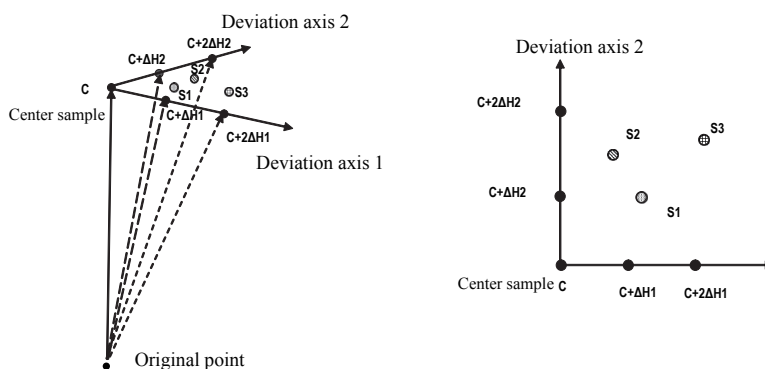 Deviation axis 2
C+2ΔH2
C+ΔH2
S2
C
S1
S3
Center sample
C+ΔH1
C+2ΔH1
Deviation axis 1
Original point
Deviation axis 2
C+2ΔH2
S2
S3
C+ΔH2
S1
Center sample
C
C+ΔH1
C+2ΔH1